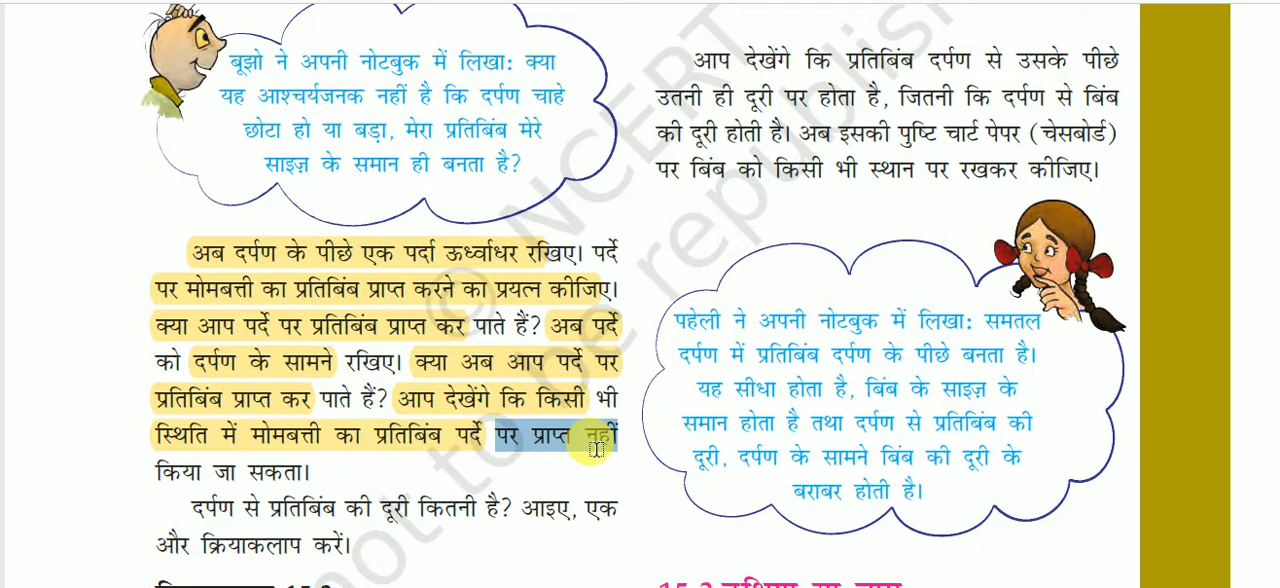 बूझो ने अपनी नोटबुक में लिखा: क्या
यह आश्चर्यजनक नहीं है कि दर्पण चाहे
छोटा हो या बड़ा, मेरा प्रतिबिंब मेरे
साइज़ के समान ही बनता है?
अब दर्पण के पीछे एक पर्दा ऊर्ध्वाधर रखिए। पर्दे
पर मोमबत्ती का प्रतिबिंब प्राप्त करने का प्रयत्न कीजिए।
क्या आप पर्दे पर प्रतिबिंब प्राप्त कर पाते हैं? अब पर्दे
को दर्पण के सामने रखिए। क्या अब आप पर्दे पर
प्रतिबिंब प्राप्त कर पाते हैं? आप देखेंगे कि किसी भी
स्थिति में मोमबत्ती का प्रतिबिंब पर्दे पर प्राप्त नहीं
किया जा सकता।
दर्पण से प्रतिबिंब की दूरी कितनी है? आइए, एक
और क्रियाकलाप करें।
आप देखेंगे कि प्रतिबिंब दर्पण से उसके पीछे
उतनी ही दूरी पर होता है, जितनी कि दर्पण से बिंब
की दूरी होती है। अब इसकी पुष्टि चार्ट पेपर (चेसबोर्ड)
पर बिंब को किसी भी स्थान पर रखकर कीजिए।
पहेली ने अपनी नोटबुक में लिखा: समतल
दर्पण में प्रतिबिंब दर्पण के पीछे बनता है।
यह सीधा होता है, बिंब के साइज़ के
समान होता है तथा दर्पण से प्रतिबिंब की
दूरी, दर्पण के सामने बिंब की दूरी के
बराबर होती है।
© NCERT
not to be republis